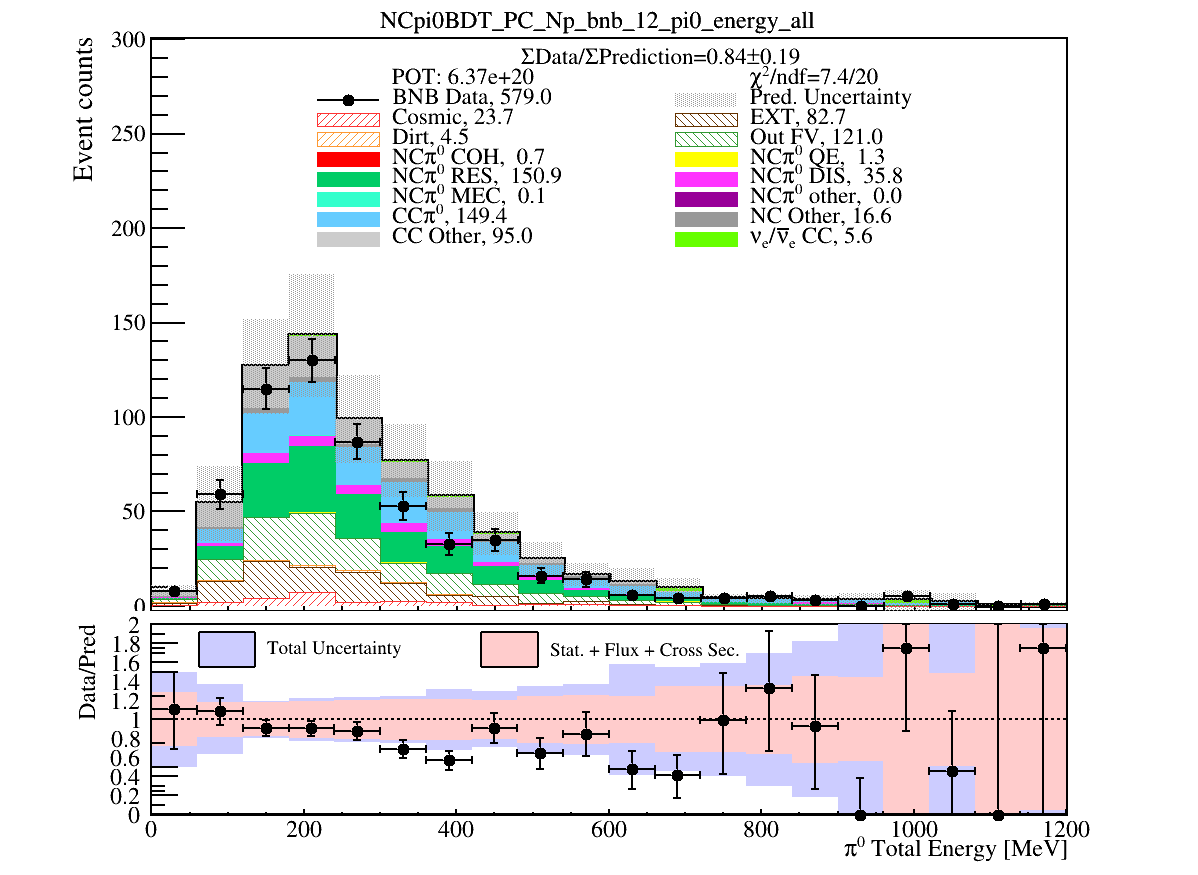 NCpi0BDT_PC_Np_bnb_12_pi0_energy_all
ΣData/ΣPrediction=0.84±0.19
POT: 6.37e+20 χ²/ndf=7.4/20
BNB Data, 579.0 Pred. Uncertainty
Cosmic, 23.7 EXT, 82.7
Dirt, 4.5 Out FV, 121.0
NCπ⁰ COH, 0.7 NCπ⁰ QE, 1.3
NCπ⁰ RES, 150.9 NCπ⁰ DIS, 35.8
NCπ⁰ MEC, 0.1 NCπ⁰ other, 0.0
CCπ⁰, 149.4 NC Other, 16.6
CC Other, 95.0 νₑ/ν̅ₑ CC, 5.6
Event counts
300
250
200
150
100
50
0
Data/Pred
2
1.8
1.6
1.4
1.2
1
0.8
0.6
0.4
0.2
0
Total Uncertainty Stat. + Flux + Cross Sec.
0 200 400 600 800 1000 1200
π⁰ Total Energy [MeV]